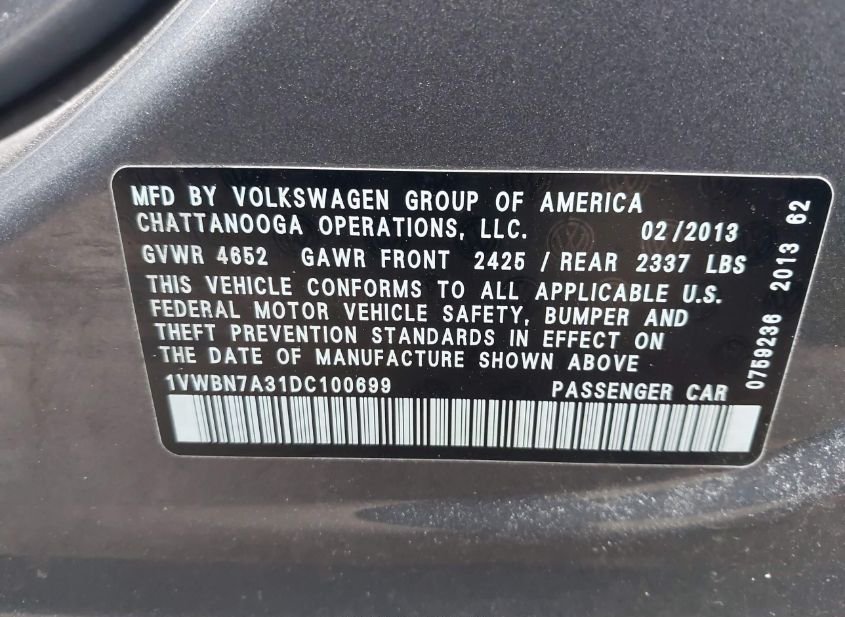 MFD BY VOLKSWAGEN GROUP OF AMERICA
CHATTANOOGA OPERATIONS, LLC. 02/2013
GVWR 4652 GAWR FRONT 2425 / REAR 2337 LBS
THIS VEHICLE CONFORMS TO ALL APPLICABLE U.S.
FEDERAL MOTOR VEHICLE SAFETY, BUMPER AND
THEFT PREVENTION STANDARDS IN EFFECT ON
THE DATE OF MANUFACTURE SHOWN ABOVE
1VWBN7A31DC100699 PASSENGER CAR
0759236 2013 62